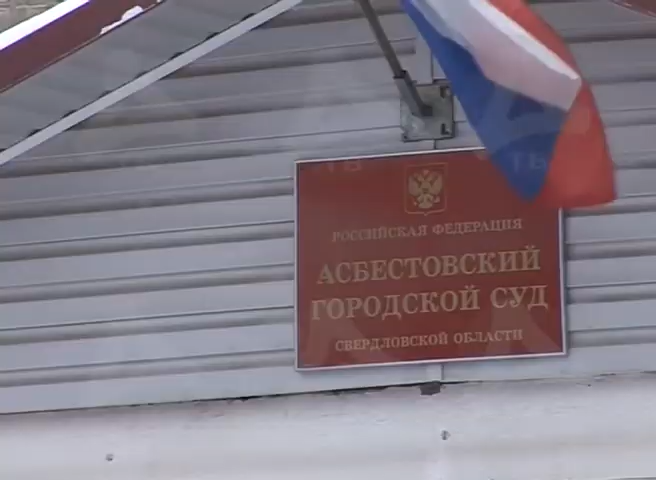 РОССИЙСКАЯ ФЕДЕРАЦИЯ
АСБЕСТОВСКИЙ
ГОРОДСКОЙ СУД
СВЕРДЛОВСКОЙ ОБЛАСТИ